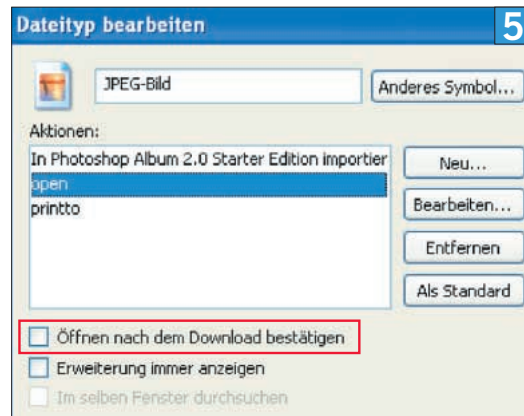 Dateityp bearbeiten
5
JPEG-Bild
Anderes Symbol...
Aktionen:
In Photoshop Album 2.0 Starter Edition importier
open
printto
Neu...
Bearbeiten...
Entfernen
Als Standard
Öffnen nach dem Download bestätigen
Erweiterung immer anzeigen
Im selben Fenster durchsuchen